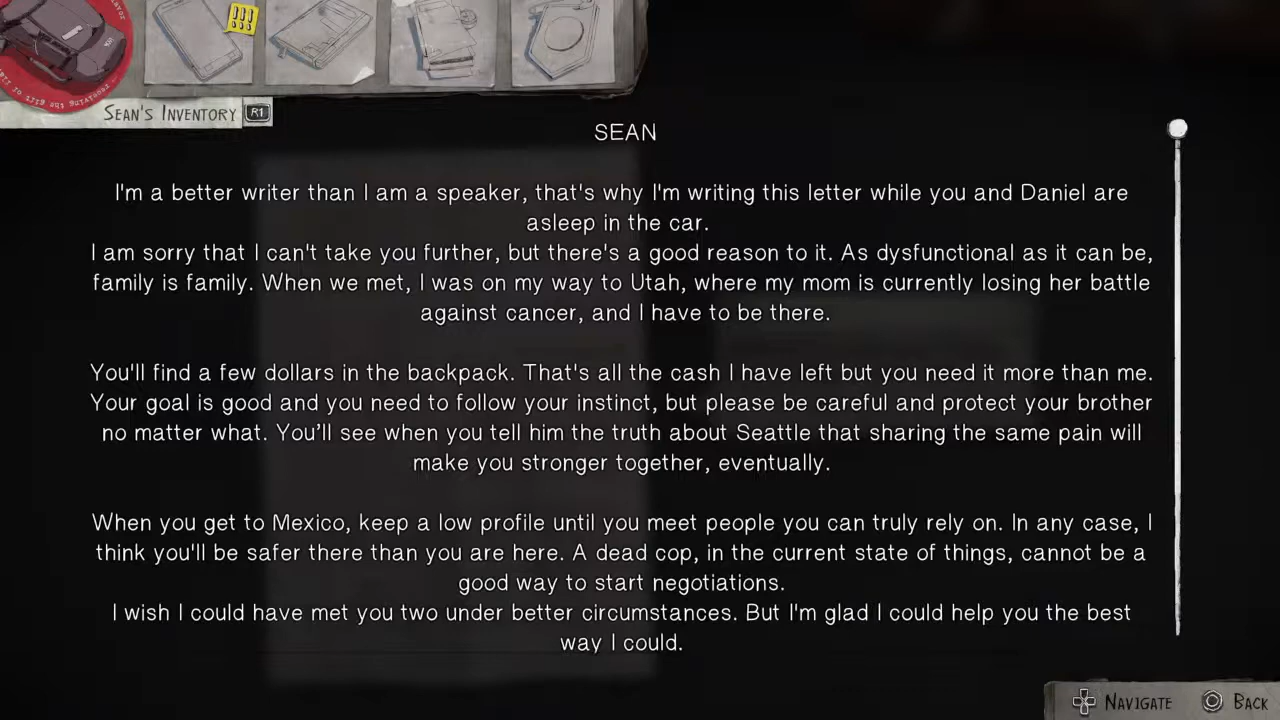 SEAN'S INVENTORY R1
SEAN
I'm a better writer than I am a speaker, that's why I'm writing this letter while you and Daniel are
asleep in the car.
I am sorry that I can't take you further, but there's a good reason to it. As dysfunctional as it can be,
family is family. When we met, I was on my way to Utah, where my mom is currently losing her battle
against cancer, and I have to be there.
You'll find a few dollars in the backpack. That's all the cash I have left but you need it more than me.
Your goal is good and you need to follow your instinct, but please be careful and protect your brother
no matter what. You'll see when you tell him the truth about Seattle that sharing the same pain will
make you stronger together, eventually.
When you get to Mexico, keep a low profile until you meet people you can truly rely on. In any case, I
think you'll be safer there than you are here. A dead cop, in the current state of things, cannot be a
good way to start negotiations.
I wish I could have met you two under better circumstances. But I'm glad I could help you the best
way I could.
NAVIGATE
BACK